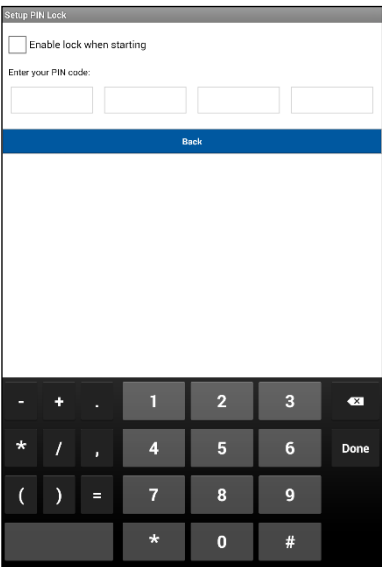 Setup PIN Lock
Enable lock when starting
Enter your PIN code:
Back
- + . 1 2 3
* / , 4 5 6 Done
( ) = 7 8 9
* 0 #